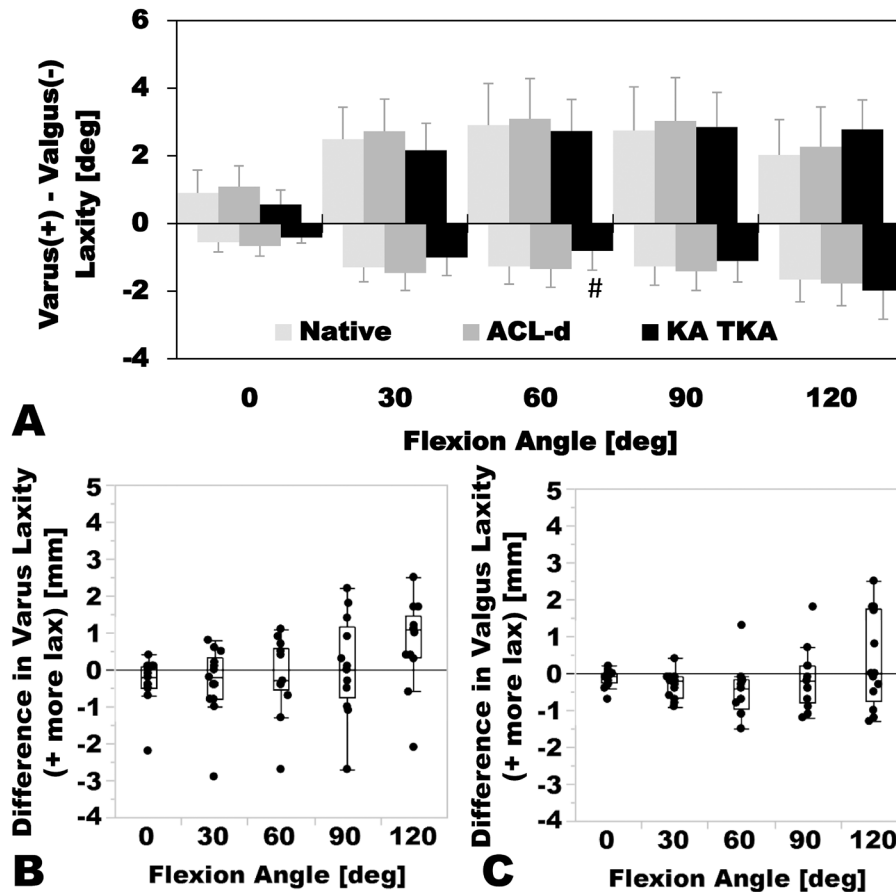 6
4
2
0
-2
-4
Varus(+) - Valgus(-)
Laxity [deg]
#
Native ACL-d KA TKA
0 30 60 90 120
Flexion Angle [deg]
A
5
4
3
2
1
0
-1
-2
-3
-4
Difference in Varus Laxity
(+ more lax) [mm]
0 30 60 90 120
Flexion Angle [deg]
B
5
4
3
2
1
0
-1
-2
-3
-4
Difference in Valgus Laxity
(+ more lax) [mm]
0 30 60 90 120
Flexion Angle [deg]
C